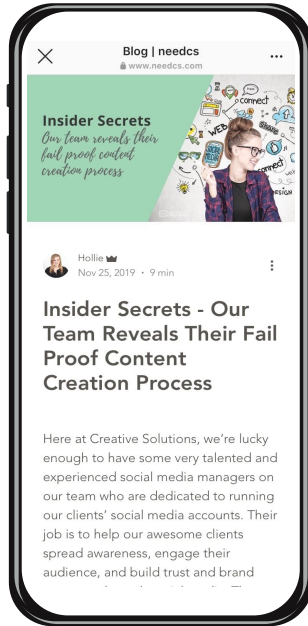 Blog | needcs
www.needcs.com
Insider Secrets
Our team reveals their
fail proof content
creation process
connect
WEB
Share
connect
DESIGN
Hollie
Nov 25, 2019 • 9 min
Insider Secrets - Our
Team Reveals Their Fail
Proof Content
Creation Process
Here at Creative Solutions, we’re lucky
enough to have some very talented and
experienced social media managers on
our team who are dedicated to running
our clients’ social media accounts. Their
job is to help our awesome clients
spread awareness, engage their
audience, and build trust and brand